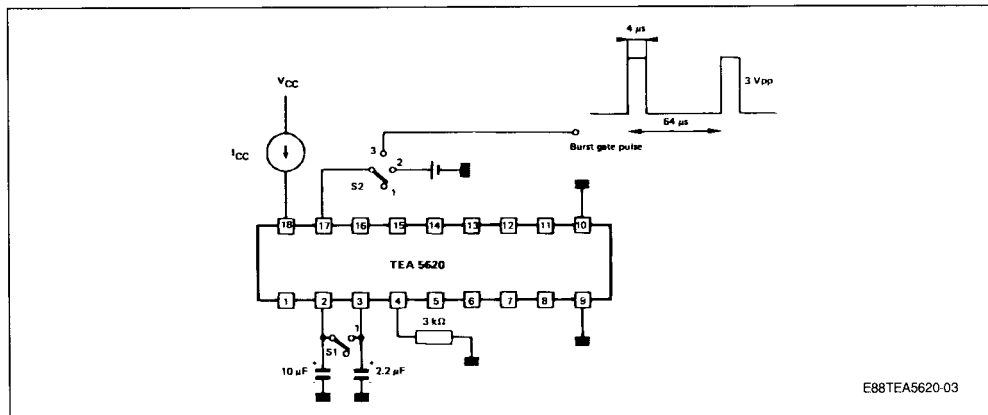 4 μs
VCC
3 Vpp
64 μs
ICC
3
2
Burst gate pulse
S2
1
18 17 16 15 14 13 12 11 10
TEA 5620
1 2 3 4 5 6 7 8 9
3 kΩ
1
S1
+ +
10 μF 2.2 μF
E88TEA5620-03